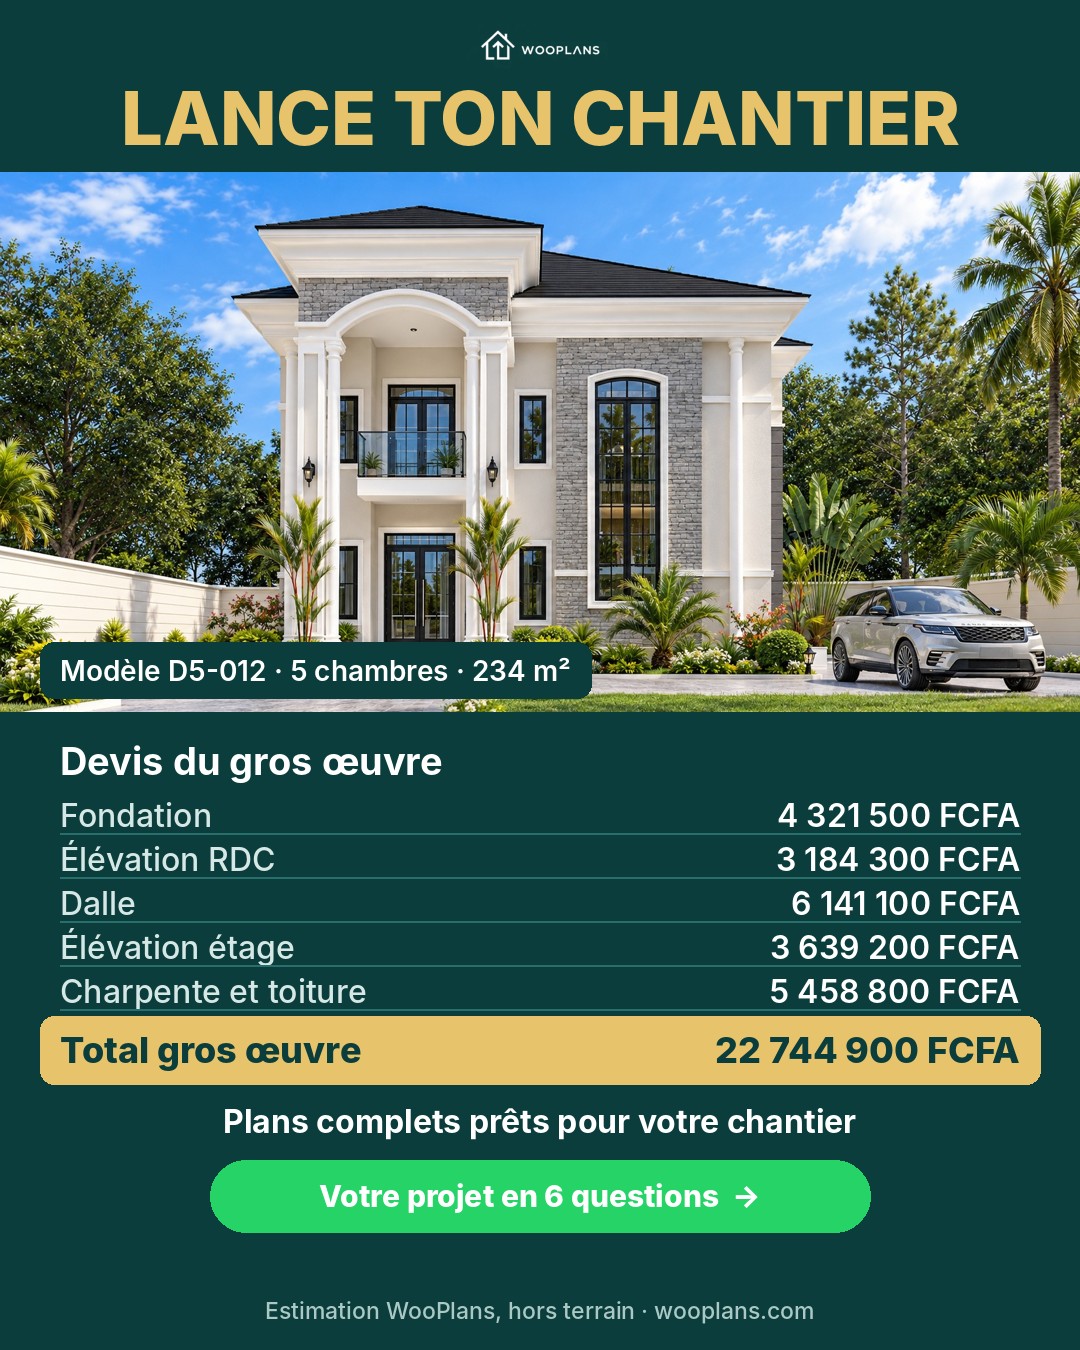 WOOPLANS
LANCE TON CHANTIER
Modèle D5-012 · 5 chambres · 234 m²
Devis du gros œuvre
Fondation 4 321 500 FCFA
Élévation RDC 3 184 300 FCFA
Dalle 6 141 100 FCFA
Élévation étage 3 639 200 FCFA
Charpente et toiture 5 458 800 FCFA
Total gros œuvre 22 744 900 FCFA
Plans complets prêts pour votre chantier
Votre projet en 6 questions →
Estimation WooPlans, hors terrain · wooplans.com